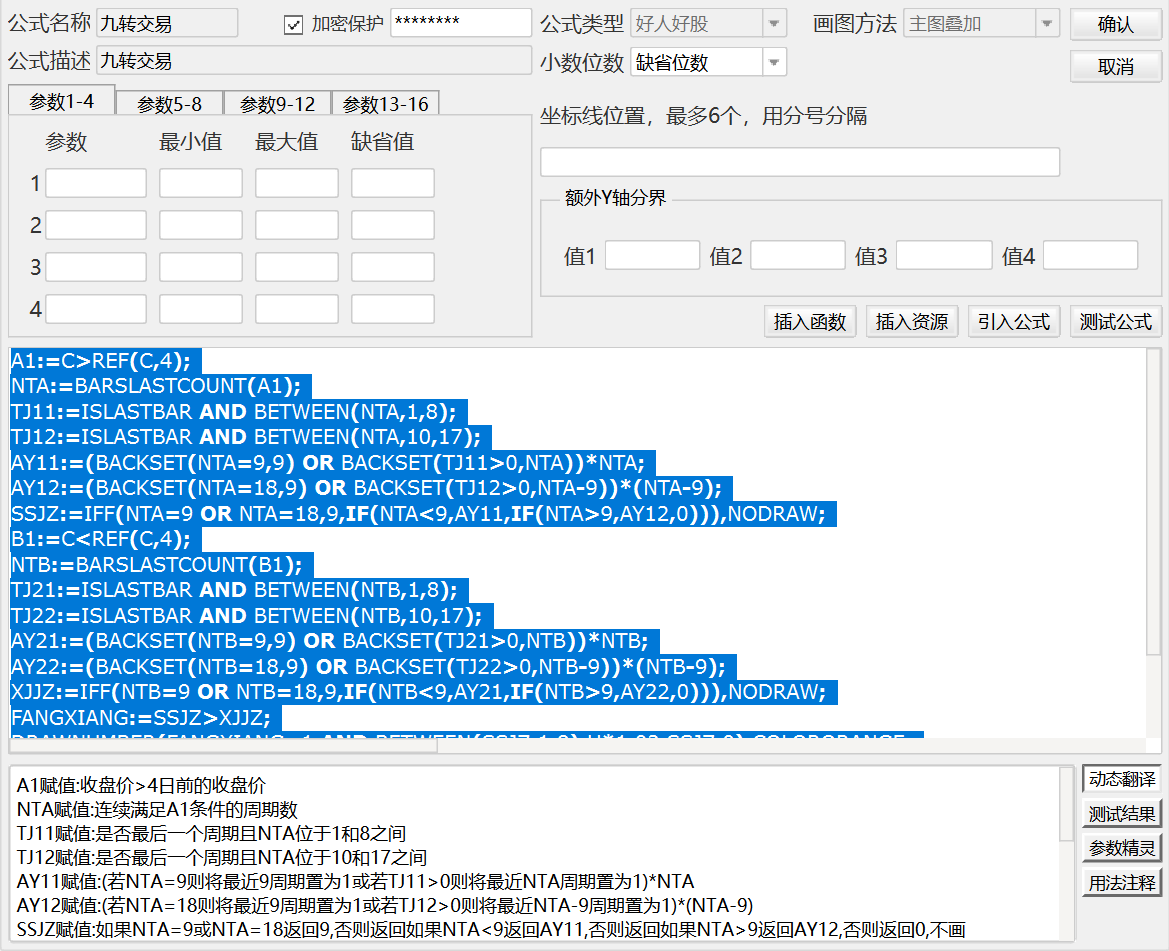 公式名称 九转交易 加密保护 ******** 公式类型 好人好股 画图方法 主图叠加 确认
公式描述 九转交易 小数位数 缺省位数 取消
参数1-4 参数5-8 参数9-12 参数13-16
坐标线位置，最多6个，用分号分隔
参数 最小值 最大值 缺省值
1
2
3
4
额外Y轴分界
值1 值2 值3 值4
插入函数 插入资源 引入公式 测试公式
A1:=C>REF(C,4);
NTA:=BARSLASTCOUNT(A1);
TJ11:=ISLASTBAR AND BETWEEN(NTA,1,8);
TJ12:=ISLASTBAR AND BETWEEN(NTA,10,17);
AY11:=(BACKSET(NTA=9,9) OR BACKSET(TJ11>0,NTA))*NTA;
AY12:=(BACKSET(NTA=18,9) OR BACKSET(TJ12>0,NTA-9))*(NTA-9);
SSJZ:=IFF(NTA=9 OR NTA=18,9,IF(NTA<9,AY11,IF(NTA>9,AY12,0))),NODRAW;
B1:=C<REF(C,4);
NTB:=BARSLASTCOUNT(B1);
TJ21:=ISLASTBAR AND BETWEEN(NTB,1,8);
TJ22:=ISLASTBAR AND BETWEEN(NTB,10,17);
AY21:=(BACKSET(NTB=9,9) OR BACKSET(TJ21>0,NTB))*NTB;
AY22:=(BACKSET(NTB=18,9) OR BACKSET(TJ22>0,NTB-9))*(NTB-9);
XJJZ:=IFF(NTB=9 OR NTB=18,9,IF(NTB<9,AY21,IF(NTB>9,AY22,0))),NODRAW;
FANGXIANG:=SSJZ>XJJZ;
A1赋值:收盘价>4日前的收盘价
NTA赋值:连续满足A1条件的周期数
TJ11赋值:是否最后一个周期且NTA位于1和8之间
TJ12赋值:是否最后一个周期且NTA位于10和17之间
AY11赋值:(若NTA=9则将最近9周期置为1或若TJ11>0则将最近NTA周期置为1)*NTA
AY12赋值:(若NTA=18则将最近9周期置为1或若TJ12>0则将最近NTA-9周期置为1)*(NTA-9)
SSJZ赋值:如果NTA=9或NTA=18返回9,否则返回如果NTA<9返回AY11,否则返回如果NTA>9返回AY12,否则返回0,不画
动态翻译
测试结果
参数精灵
用法注释